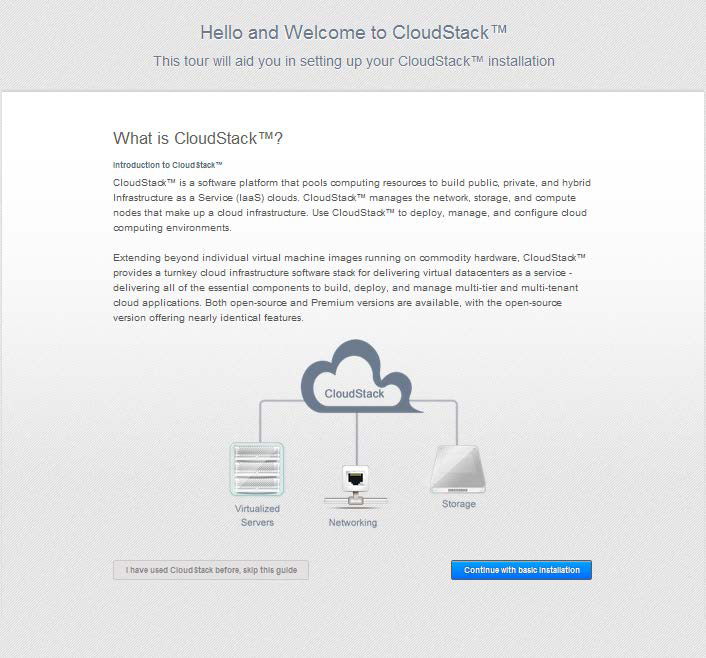 Hello and Welcome to CloudStack™
This tour will aid you in setting up your CloudStack™ installation
What is CloudStack™?
Introduction to CloudStack™
CloudStack™ is a software platform that pools computing resources to build public, private, and hybrid
Infrastructure as a Service (IaaS) clouds. CloudStack™ manages the network, storage, and compute
nodes that make up a cloud infrastructure. Use CloudStack™ to deploy, manage, and configure cloud
computing environments.
Extending beyond individual virtual machine images running on commodity hardware, CloudStack™
provides a turnkey cloud infrastructure software stack for delivering virtual datacenters as a service -
delivering all of the essential components to build, deploy, and manage multi-tier and multi-tenant
cloud applications. Both open-source and Premium versions are available, with the open-source
version offering nearly identical features.
CloudStack
Virtualized
Servers
Networking
Storage
I have used CloudStack before, skip this guide
Continue with basic installation